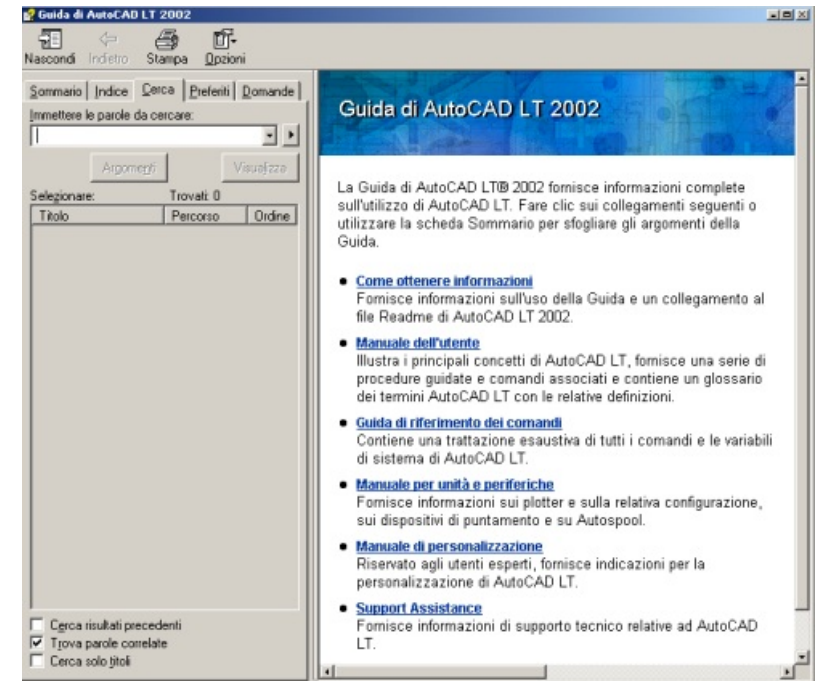 Guida di AutoCAD LT 2002
Nascondi Indietro Stampa Opzioni
Sommario Indice Cerca Preferiti Domande
Immettere le parole da cercare:
Argomenti Visualizza
Selezionare: Trovati: 0
Titolo Percorso Ordine
Cerca risultati precedenti
Trova parole correlate
Cerca solo titoli
Guida di AutoCAD LT 2002
La Guida di AutoCAD LT® 2002 fornisce informazioni complete
sull'utilizzo di AutoCAD LT. Fare clic sui collegamenti seguenti o
utilizzare la scheda Sommario per sfogliare gli argomenti della
Guida.
• Come ottenere informazioni
Fornisce informazioni sull'uso della Guida e un collegamento al
file Readme di AutoCAD LT 2002.
• Manuale dell'utente
Illustra i principali concetti di AutoCAD LT, fornisce una serie di
procedure guidate e comandi associati e contiene un glossario
dei termini AutoCAD LT con le relative definizioni.
• Guida di riferimento dei comandi
Contiene una trattazione esaustiva di tutti i comandi e le variabili
di sistema di AutoCAD LT.
• Manuale per unità e periferiche
Fornisce informazioni sui plotter e sulla relativa configurazione,
sui dispositivi di puntamento e su Autospool.
• Manuale di personalizzazione
Riservato agli utenti esperti, fornisce indicazioni per la
personalizzazione di AutoCAD LT.
• Support Assistance
Fornisce informazioni di supporto tecnico relative ad AutoCAD
LT.